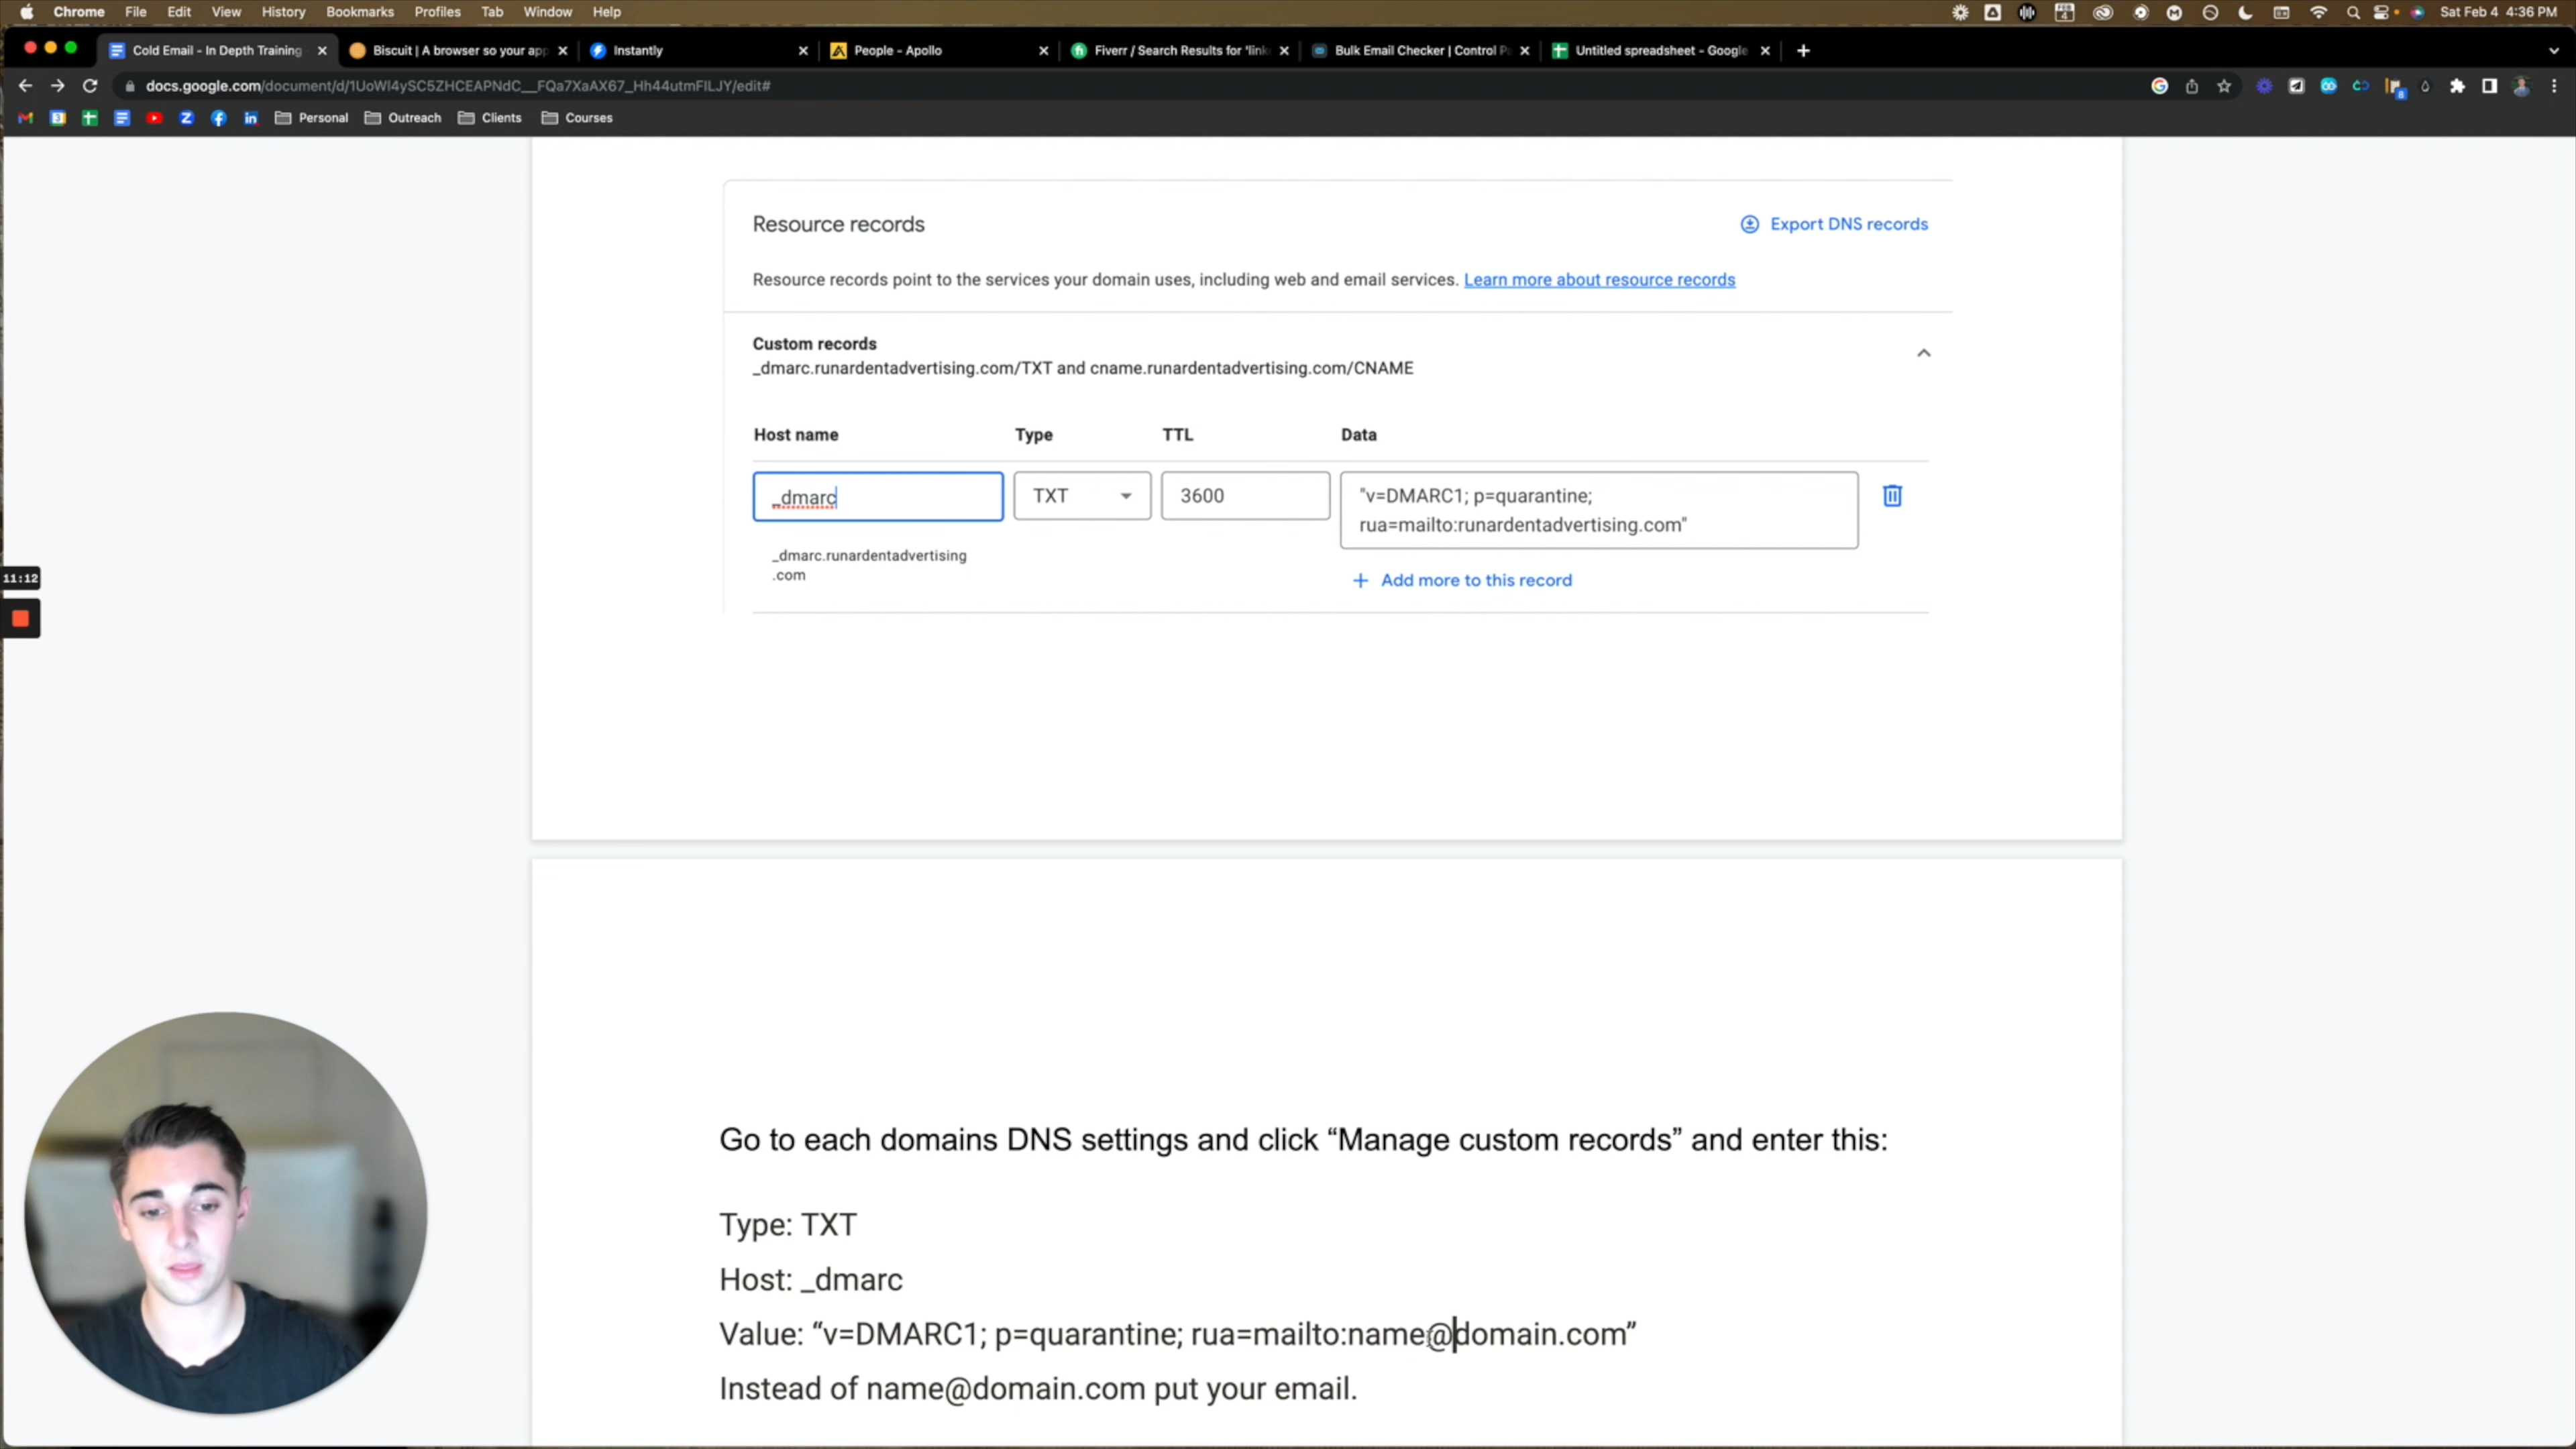 Chrome File Edit View History Bookmarks Profiles Tab Window Help
Sat Feb 4 4:36 PM
Cold Email - In Depth Training
Biscuit | A browser so your app
Instantly
People - Apollo
Fiverr / Search Results for 'link
Bulk Email Checker | Control P
Untitled spreadsheet - Google
docs.google.com/document/d/1UoWl4ySC5ZHCEAPNdC__FQa7XaAX67_Hh44utmFILJY/edit#
Personal Outreach Clients Courses
Resource records
Export DNS records
Resource records point to the services your domain uses, including web and email services. Learn more about resource records
Custom records
_dmarc.runardentadvertising.com/TXT and cname.runardentadvertising.com/CNAME
Host name Type TTL Data
_dmarc TXT 3600 "v=DMARC1; p=quarantine;
rua=mailto:runardentadvertising.com"
_dmarc.runardentadvertising
.com
+ Add more to this record
11:12
Go to each domains DNS settings and click “Manage custom records” and enter this:
Type: TXT
Host: _dmarc
Value: “v=DMARC1; p=quarantine; rua=mailto:name@domain.com”
Instead of name@domain.com put your email.